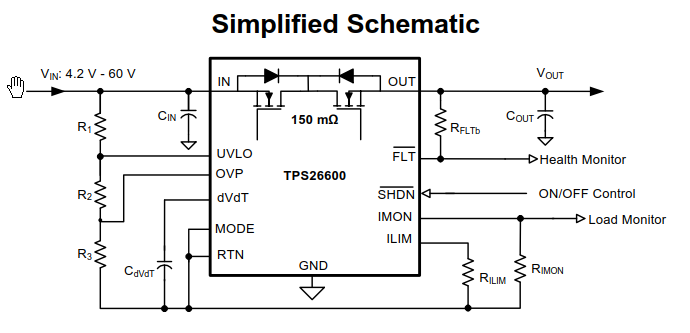 Simplified Schematic
VIN: 4.2 V - 60 V
IN
OUT
VOUT
CIN
150 mΩ
COUT
R1
RFLTb
UVLO
FLT
Health Monitor
OVP
TPS26600
R2
dVdT
SHDN
ON/OFF Control
IMON
Load Monitor
MODE
ILIM
R3
RTN
CdVdT
GND
RILIM
RIMON